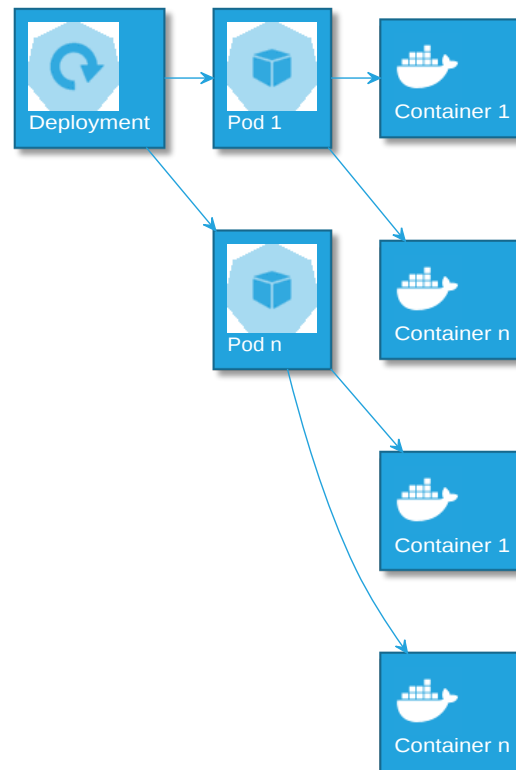 Deployment
Pod 1
Container 1
Container n
Pod n
Container 1
Container n